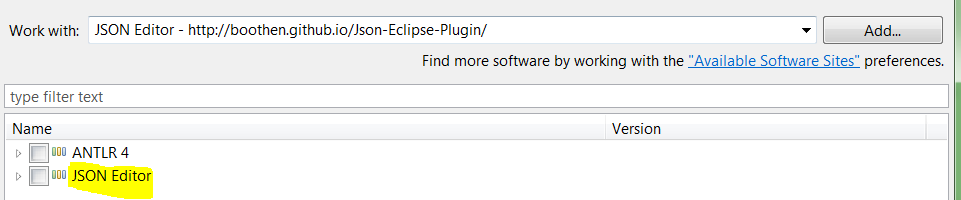 Work with: JSON Editor - http://boothen.github.io/Json-Eclipse-Plugin/ Add...
Find more software by working with the "Available Software Sites" preferences.
type filter text
Name Version
ANTLR 4
JSON Editor